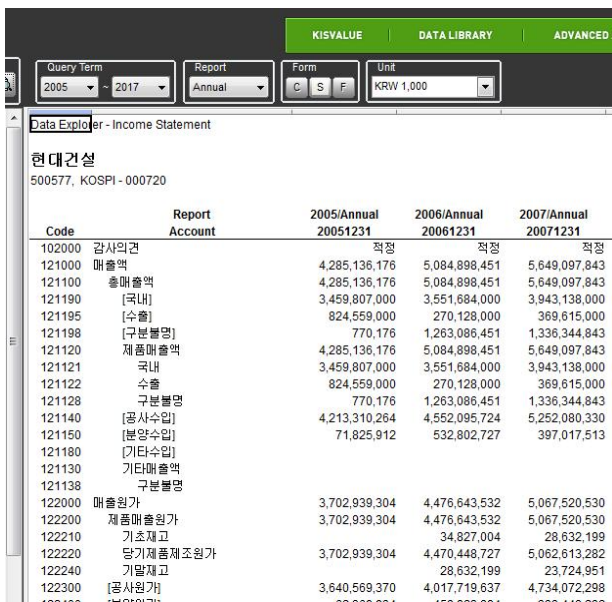 KISVALUE DATA LIBRARY ADVANCED
Query Term Report Form Unit
2005 ~ 2017 Annual C S F KRW 1,000
Data Explorer - Income Statement
현대건설
500577, KOSPI - 000720
Report 2005/Annual 2006/Annual 2007/Annual
Code Account 20051231 20061231 20071231
102000 감사의견 적정 적정 적정
121000 매출액 4,285,136,176 5,084,898,451 5,649,097,843
121100 총매출액 4,285,136,176 5,084,898,451 5,649,097,843
121190 [국내] 3,459,807,000 3,551,684,000 3,943,138,000
121195 [수출] 824,559,000 270,128,000 369,615,000
121198 [구분불명] 770,176 1,263,086,451 1,336,344,843
121120 제품매출액 4,285,136,176 5,084,898,451 5,649,097,843
121121 국내 3,459,807,000 3,551,684,000 3,943,138,000
121122 수출 824,559,000 270,128,000 369,615,000
121128 구분불명 770,176 1,263,086,451 1,336,344,843
121140 [공사수입] 4,213,310,264 4,552,095,724 5,252,080,330
121150 [분양수입] 71,825,912 532,802,727 397,017,513
121180 [기타수입]
121130 기타매출액
121138 구분불명
122000 매출원가 3,702,939,304 4,476,643,532 5,067,520,530
122200 제품매출원가 3,702,939,304 4,476,643,532 5,067,520,530
122210 기초재고 34,827,004 28,632,199
122220 당기제품제조원가 3,702,939,304 4,470,448,727 5,062,613,282
122240 기말재고 28,632,199 23,724,951
122300 [공사원가] 3,640,569,370 4,017,719,637 4,734,072,298